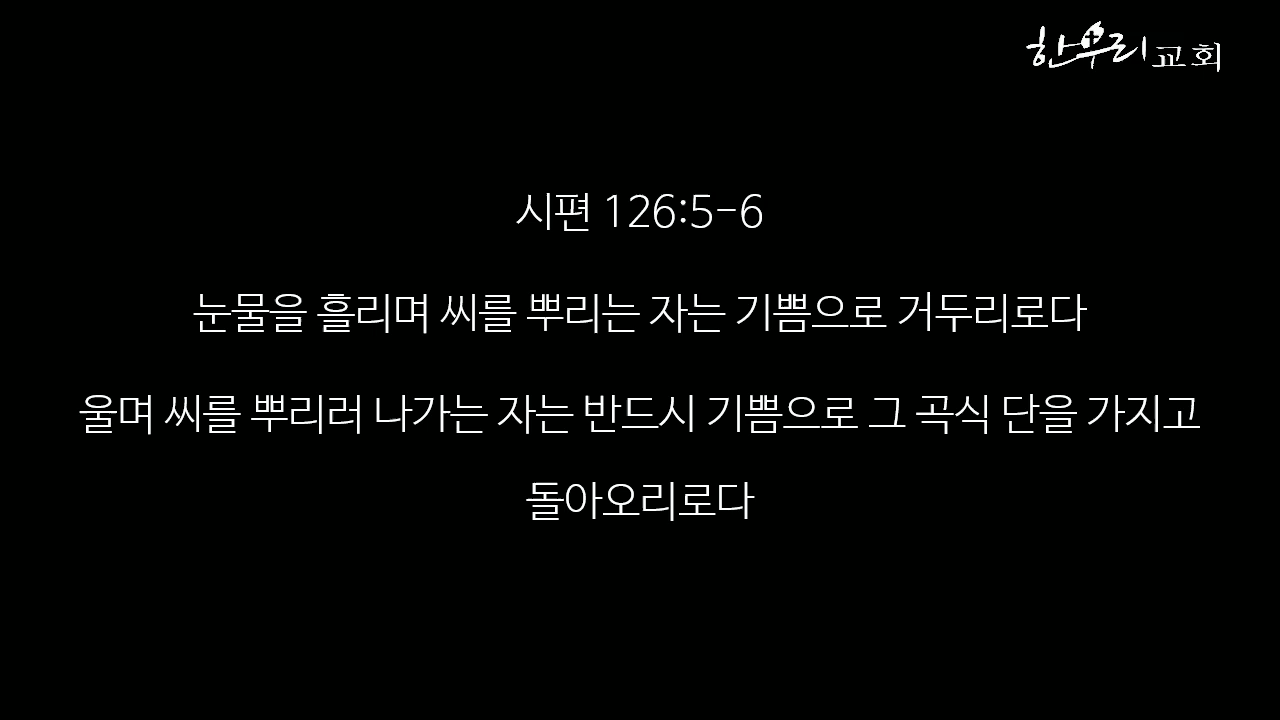 한우리교회
시편 126:5-6
눈물을 흘리며 씨를 뿌리는 자는 기쁨으로 거두리로다
울며 씨를 뿌리러 나가는 자는 반드시 기쁨으로 그 곡식 단을 가지고
돌아오리로다